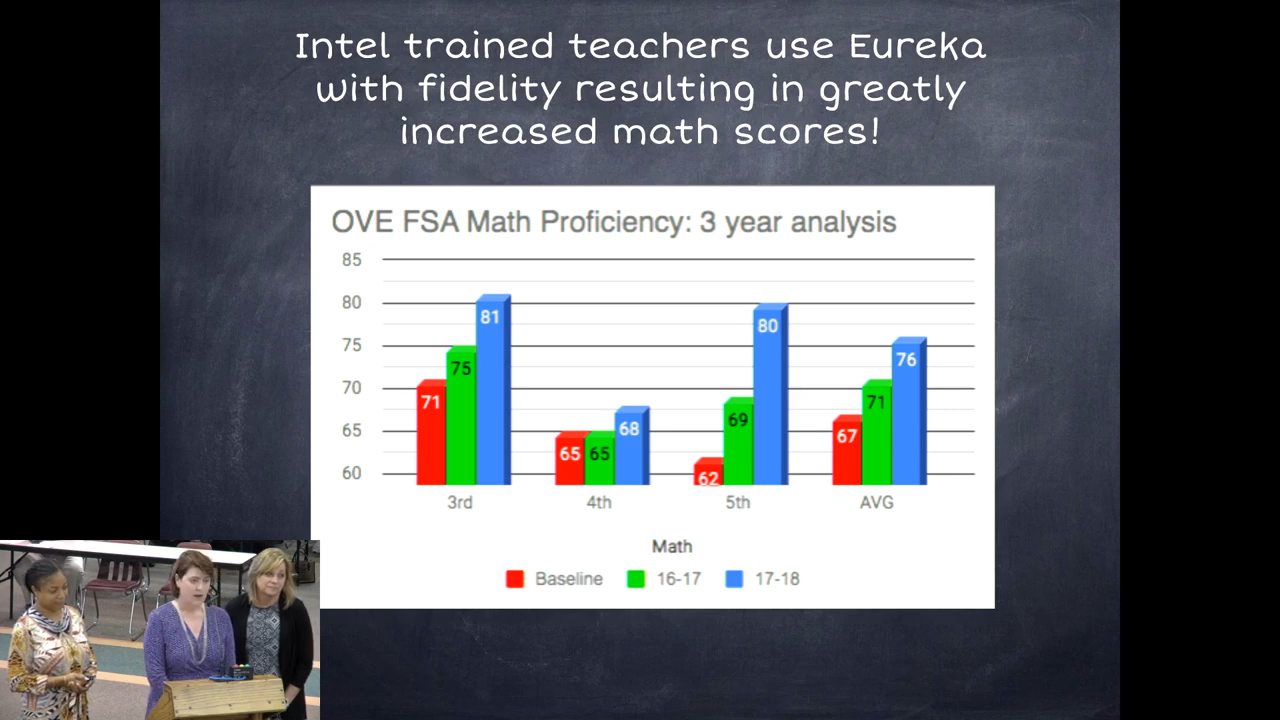 Intel trained teachers use Eureka
with fidelity resulting in greatly
increased math scores!
OVE FSA Math Proficiency: 3 year analysis
85
80
75
70
65
60
71 75 81
65 65 68
62 69 80
67 71 76
3rd 4th 5th AVG
Math
Baseline 16-17 17-18